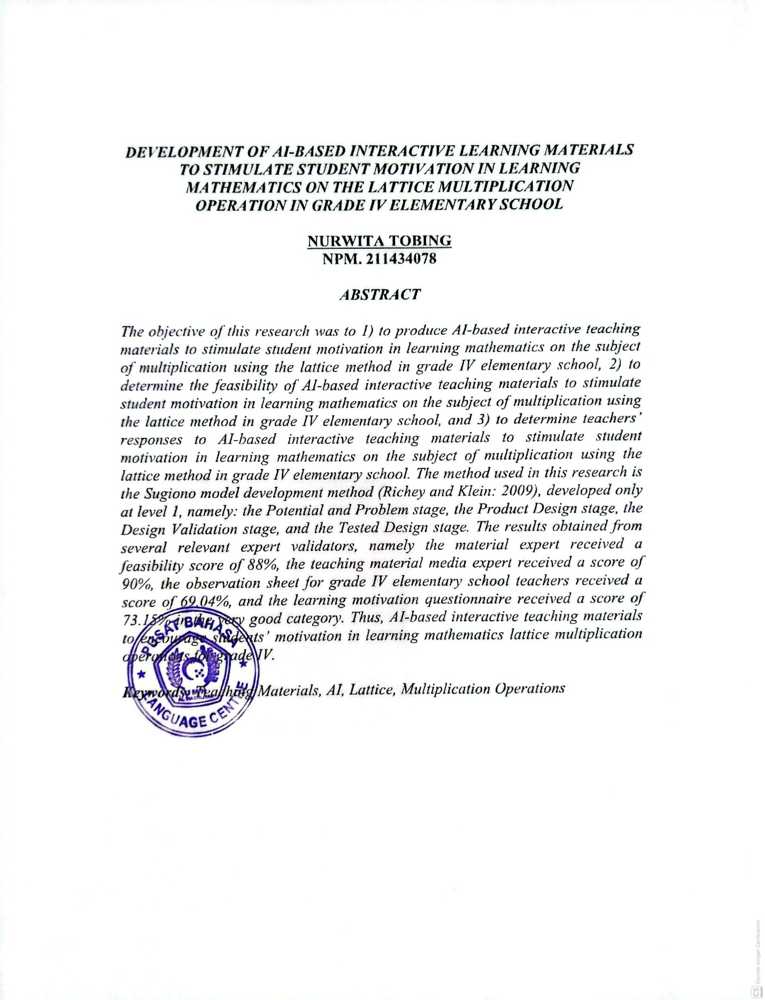 DEVELOPMENT OF AI-BASED INTERACTIVE LEARNING MATERIALS
TO STIMULATE STUDENT MOTIVATION IN LEARNING
MATHEMATICS ON THE LATTICE MULTIPLICATION
OPERATION IN GRADE IV ELEMENTARY SCHOOL
NURWITA TOBING
NPM. 211434078
ABSTRACT
The objective of this research was to 1) to produce AI-based interactive teaching
materials to stimulate student motivation in learning mathematics on the subject
of multiplication using the lattice method in grade IV elementary school, 2) to
determine the feasibility of AI-based interactive teaching materials to stimulate
student motivation in learning mathematics on the subject of multiplication using
the lattice method in grade IV elementary school, and 3) to determine teachers'
responses to AI-based interactive teaching materials to stimulate student
motivation in learning mathematics on the subject of multiplication using the
lattice method in grade IV elementary school. The method used in this research is
the Sugiono model development method (Richey and Klein: 2009), developed only
at level 1, namely: the Potential and Problem stage, the Product Design stage, the
Design Validation stage, and the Tested Design stage. The results obtained from
several relevant expert validators, namely the material expert received a
feasibility score of 88%, the teaching material media expert received a score of
90%, the observation sheet for grade IV elementary school teachers received a
score of 69,04%, and the learning motivation questionnaire received a score of
73.15% in the very good category. Thus, AI-based interactive teaching materials
to encourage students' motivation in learning mathematics lattice multiplication
operations for grade IV.
Keywords: Teaching Materials, AI, Lattice, Multiplication Operations
PUSAT BAHASA
LANGUAGE CENTRE
CS Dipindai dengan CamScanner